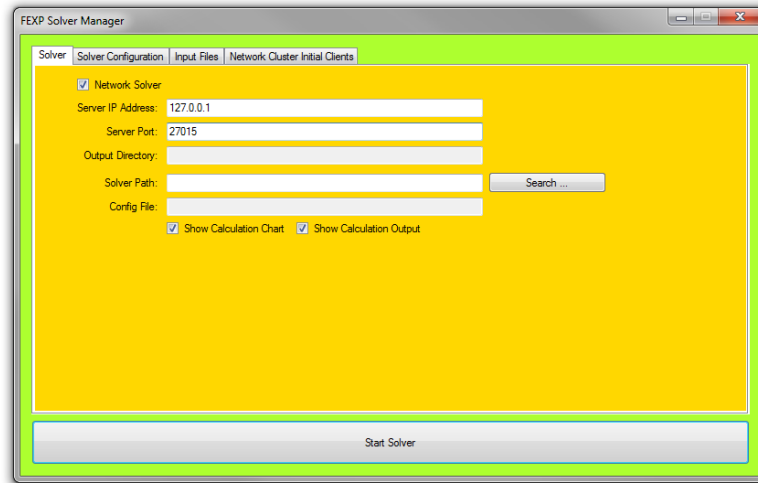 FEXP Solver Manager
Solver Solver Configuration Input Files Network Cluster Initial Clients
Network Solver
Server IP Address: 127.0.0.1
Server Port: 27015
Output Directory:
Solver Path: Search ...
Config File:
Show Calculation Chart Show Calculation Output
Start Solver